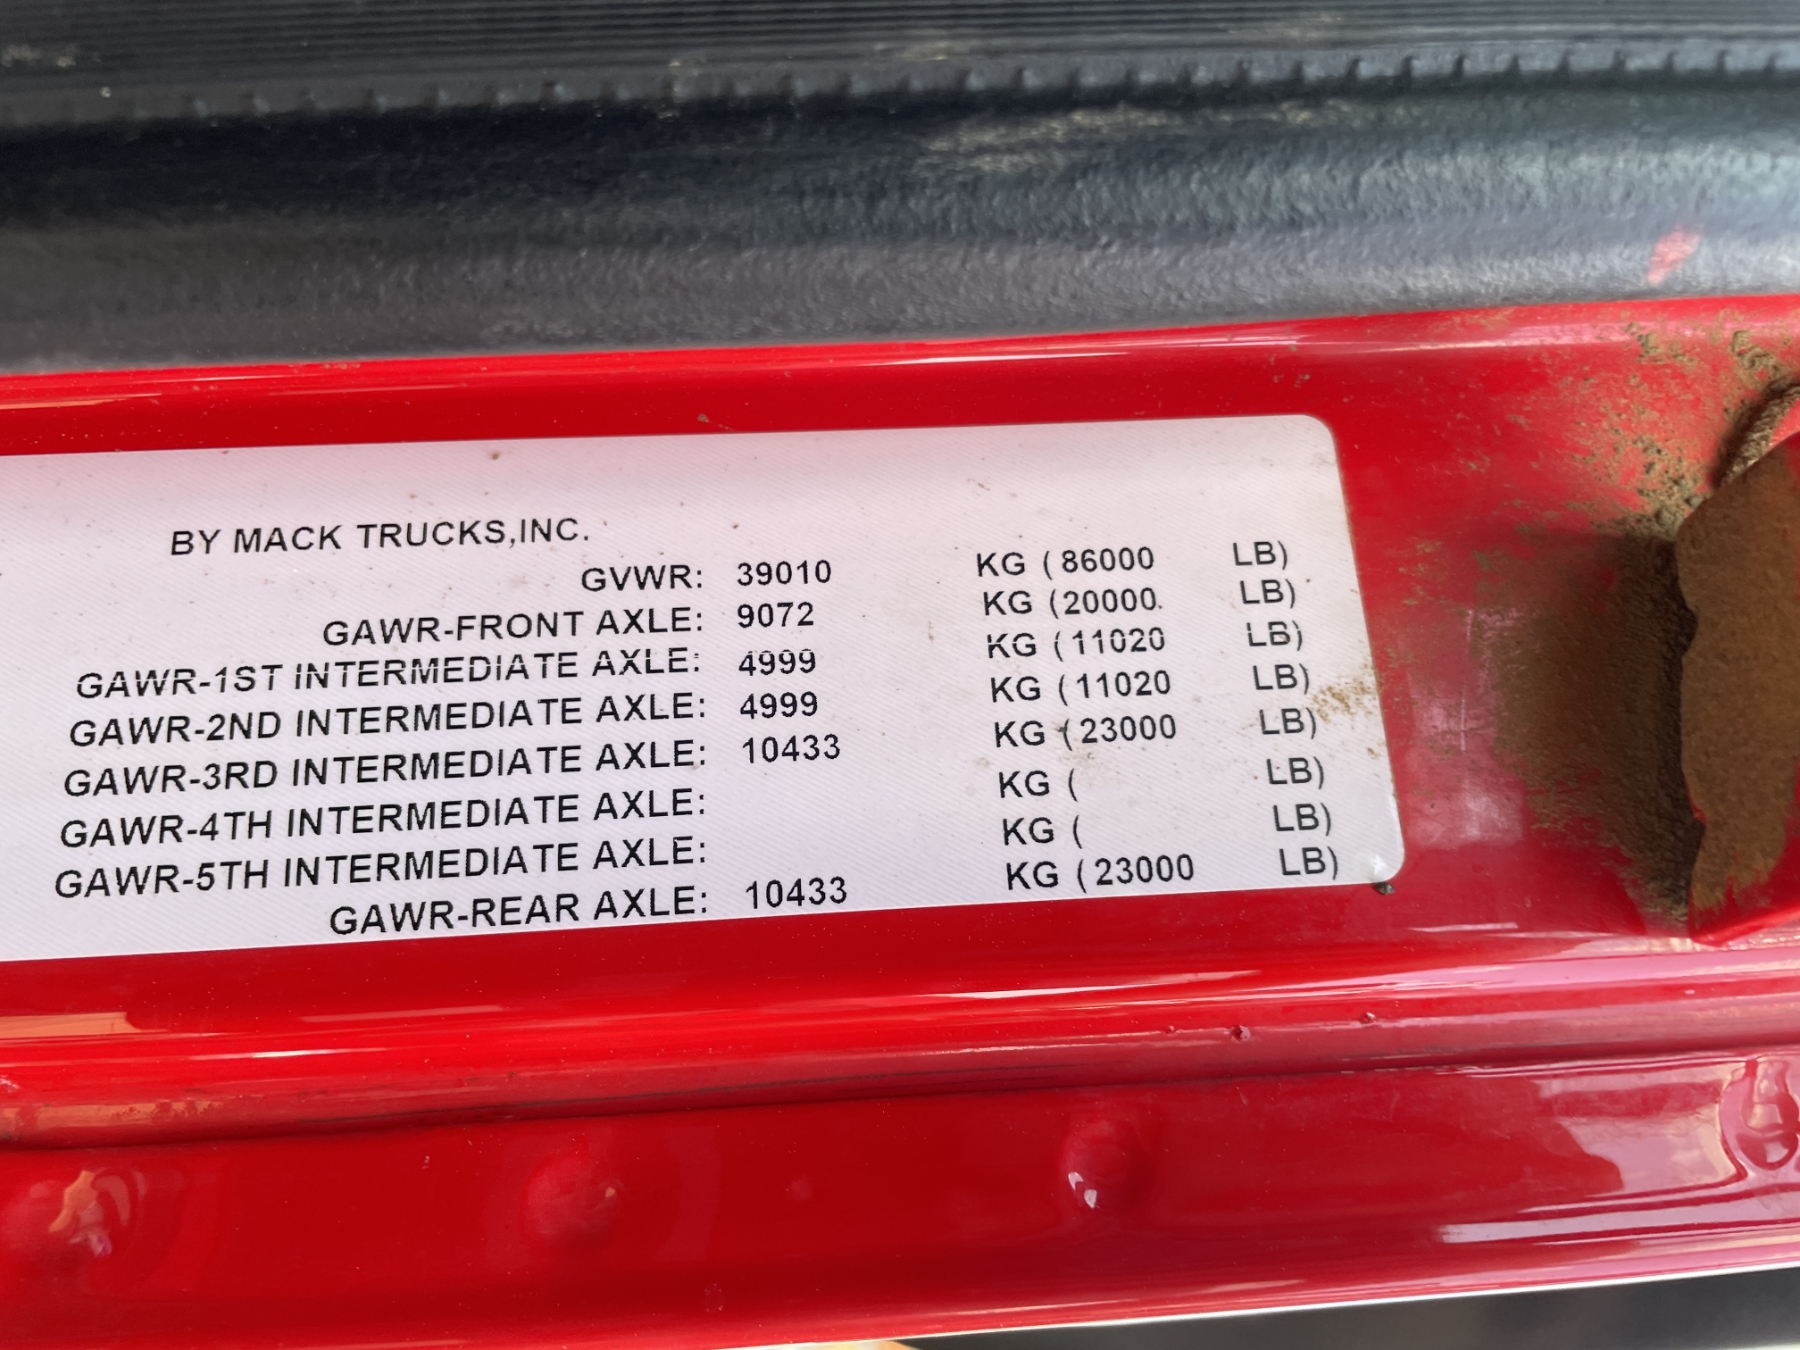 BY MACK TRUCKS,INC.
GVWR: 39010 KG (86000 LB)
GAWR-FRONT AXLE: 9072 KG (20000. LB)
GAWR-1ST INTERMEDIATE AXLE: 4999 KG (11020 LB)
GAWR-2ND INTERMEDIATE AXLE: 4999 KG (11020 LB)
GAWR-3RD INTERMEDIATE AXLE: 10433 KG (23000 LB)
GAWR-4TH INTERMEDIATE AXLE: KG ( LB)
GAWR-5TH INTERMEDIATE AXLE: KG ( LB)
GAWR-REAR AXLE: 10433 KG (23000 LB)